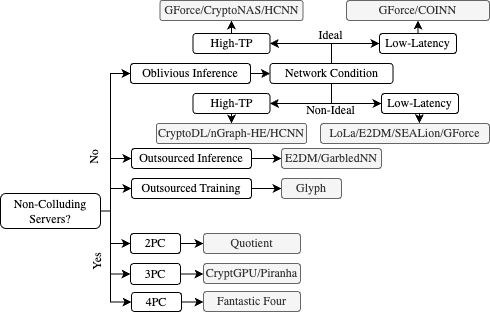 GForce/CryptoNAS/HCNN
GForce/COINN
High-TP
Ideal
Low-Latency
Oblivious Inference
Network Condition
High-TP
Non-Ideal
Low-Latency
CryptoDL/nGraph-HE/HCNN
LoLa/E2DM/SEALion/GForce
No
Outsourced Inference
E2DM/GarbledNN
Outsourced Training
Glyph
Non-Colluding
Servers?
Yes
2PC
Quotient
3PC
CryptGPU/Piranha
4PC
Fantastic Four